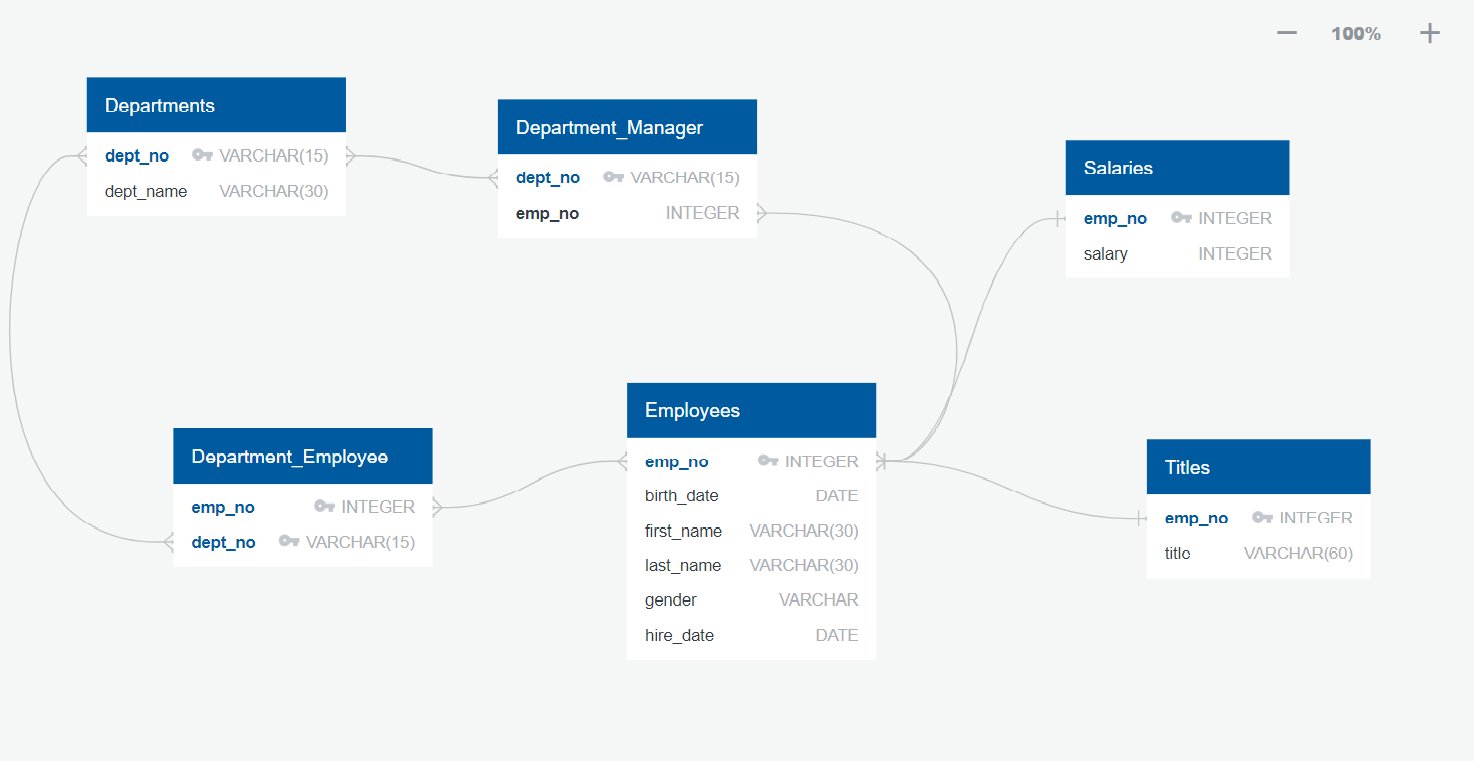 100%
Departments
dept_no VARCHAR(15)
dept_name VARCHAR(30)
Department_Manager
dept_no VARCHAR(15)
emp_no INTEGER
Salaries
emp_no INTEGER
salary INTEGER
Department_Employee
emp_no INTEGER
dept_no VARCHAR(15)
Employees
emp_no INTEGER
birth_date DATE
first_name VARCHAR(30)
last_name VARCHAR(30)
gender VARCHAR
hire_date DATE
Titles
emp_no INTEGER
title VARCHAR(60)